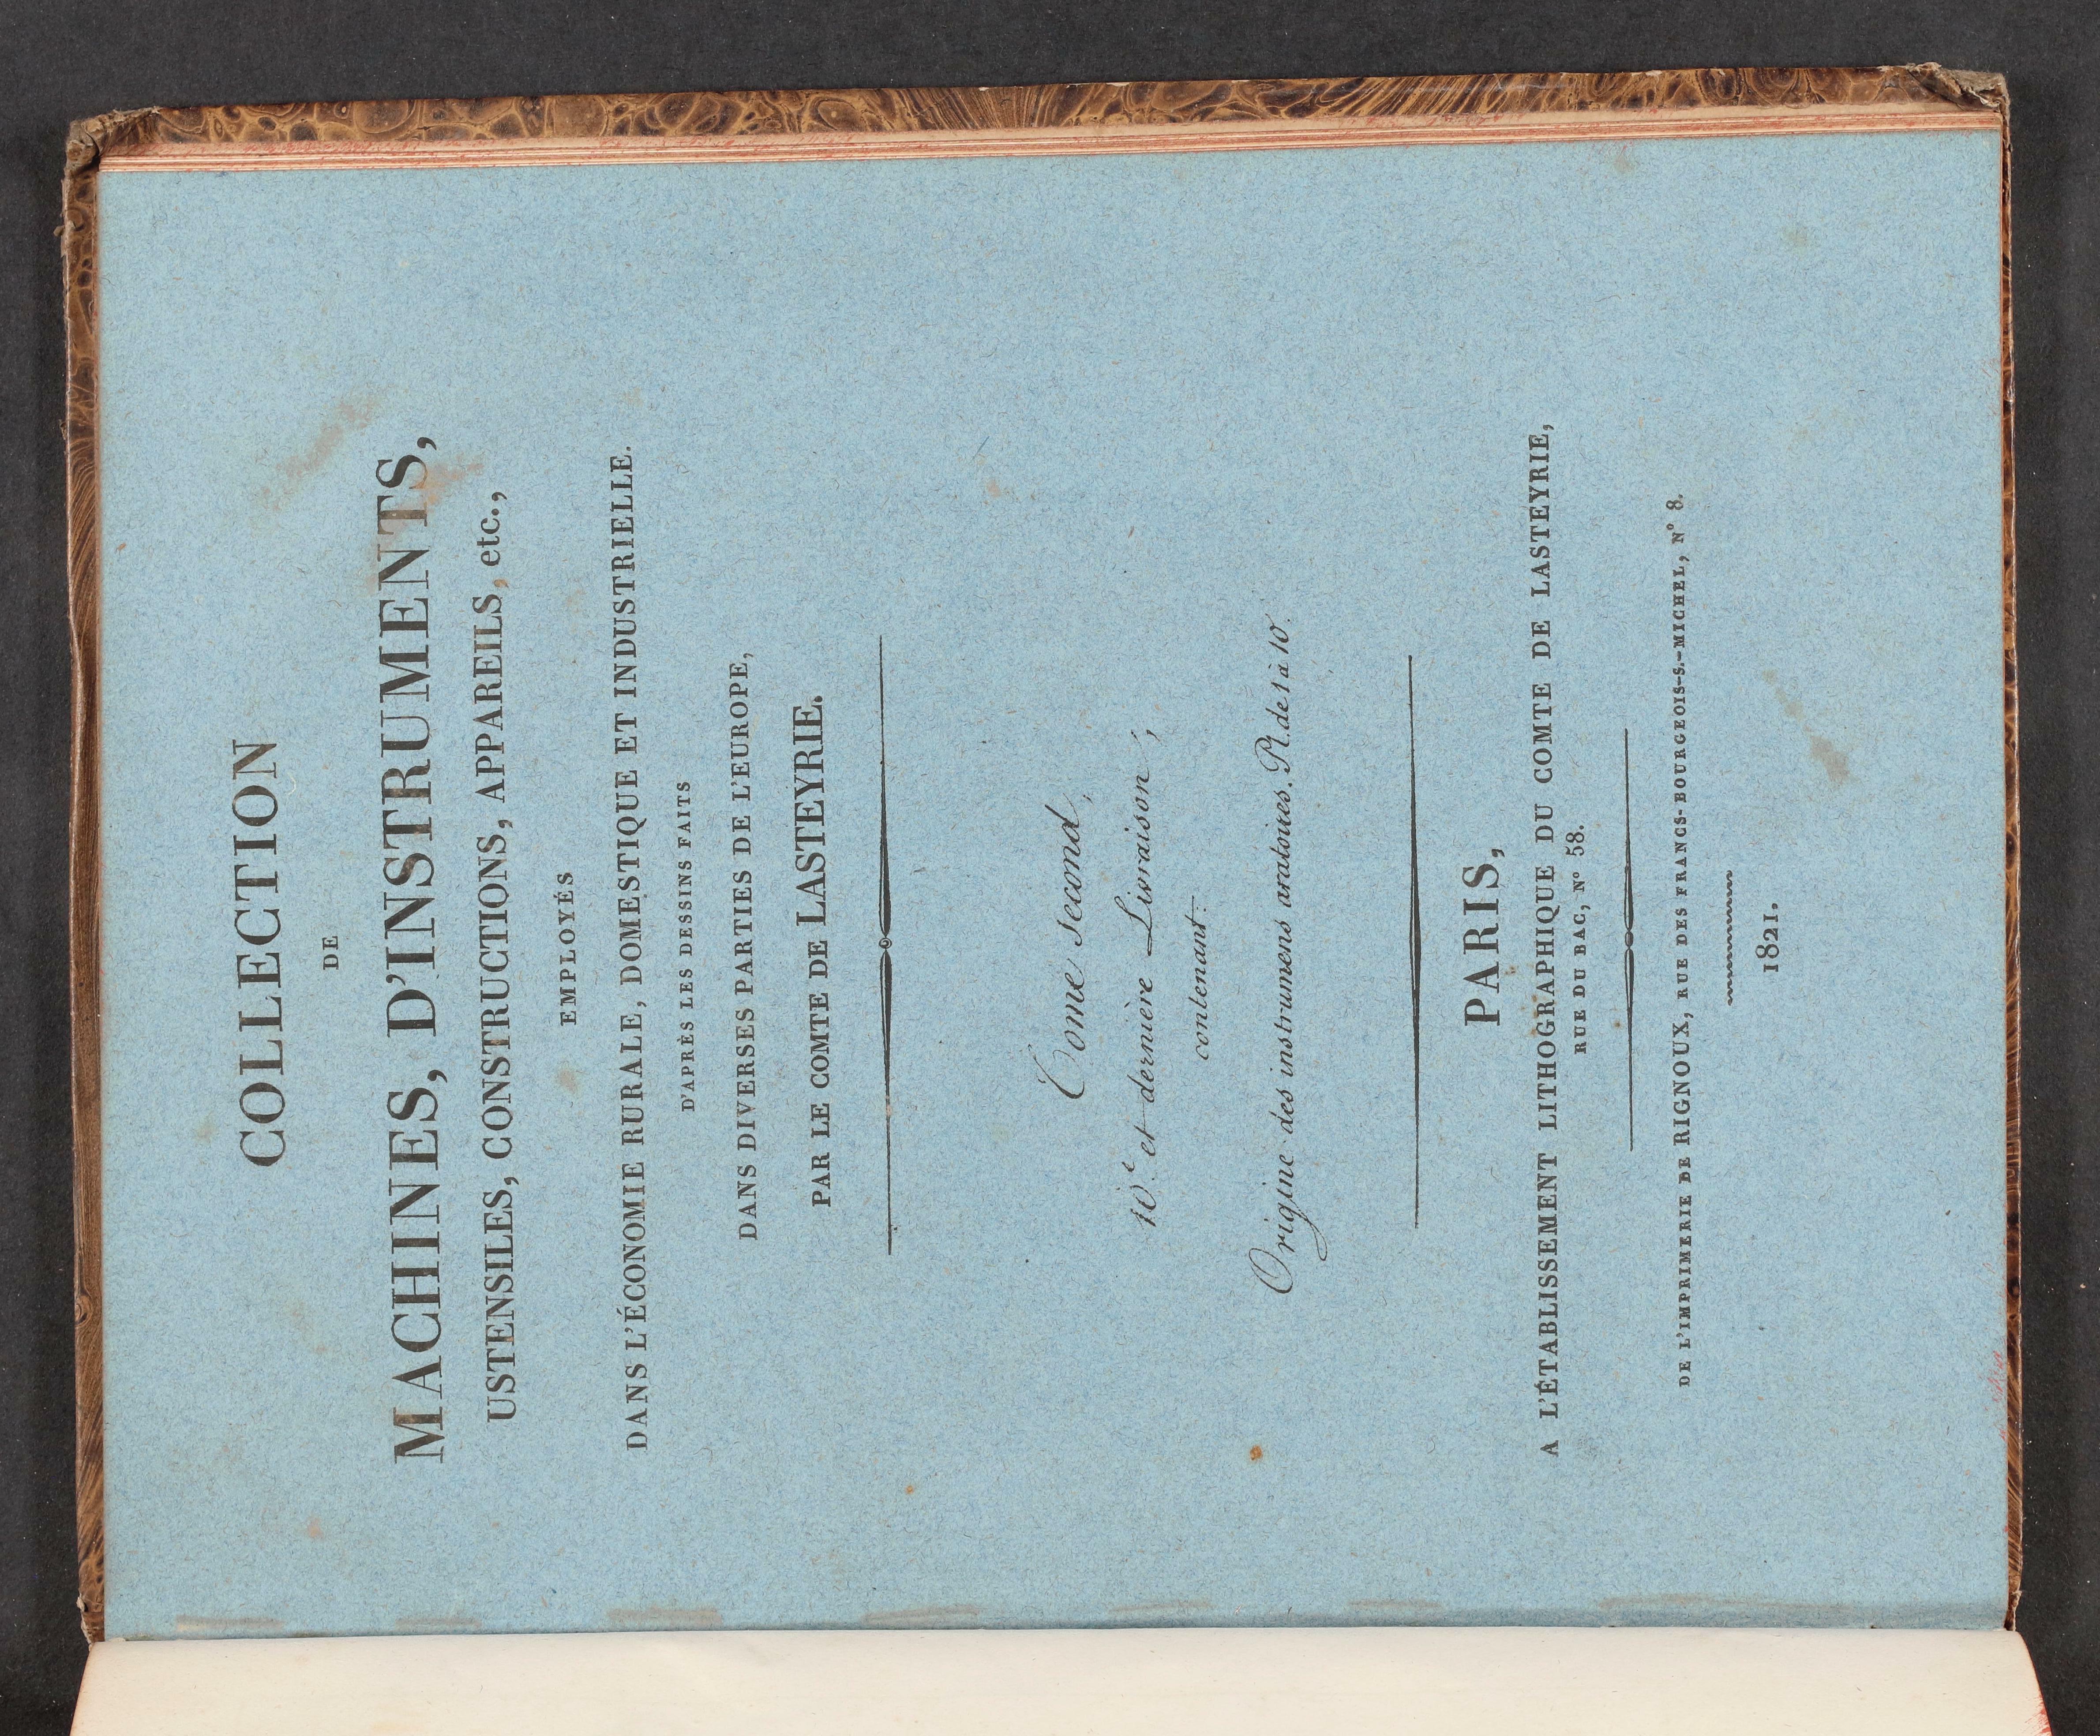 COLLECTION
DE
MACHINES, D'INSTRUMENTS,
USTENSILES, CONSTRUCTIONS, APPAREILS, etc.,
EMPLOYÉS
DANS L'ÉCONOMIE RURALE, DOMESTIQUE ET INDUSTRIELLE.
D'APRÈS LES DESSINS FAITS
DANS DIVERSES PARTIES DE L'EUROPE,
PAR LE COMTE DE LASTEYRIE.
Tome second,
10.e et dernière Livraison,
contenant:
Origine des instrumens aratoires. Pl. de 1 à 10.
PARIS,
A L'ÉTABLISSEMENT LITHOGRAPHIQUE DU COMTE DE LASTEYRIE,
RUE DU BAC, N° 58.
DE L'IMPRIMERIE DE RIGNOUX, RUE DES FRANCS-BOURGEOIS-S.-MICHEL, N° 8.
1821.